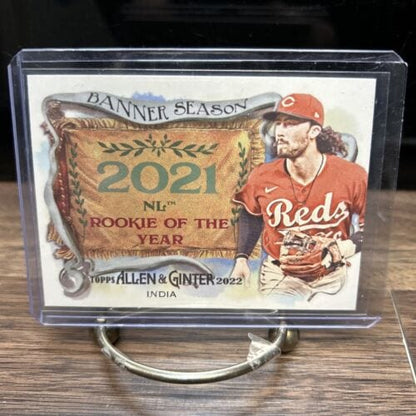 BANNER SEASON
2021
NL™
ROOKIE OF THE
YEAR
C
Reds
TOPPS ALLEN & GINTER 2022
INDIA